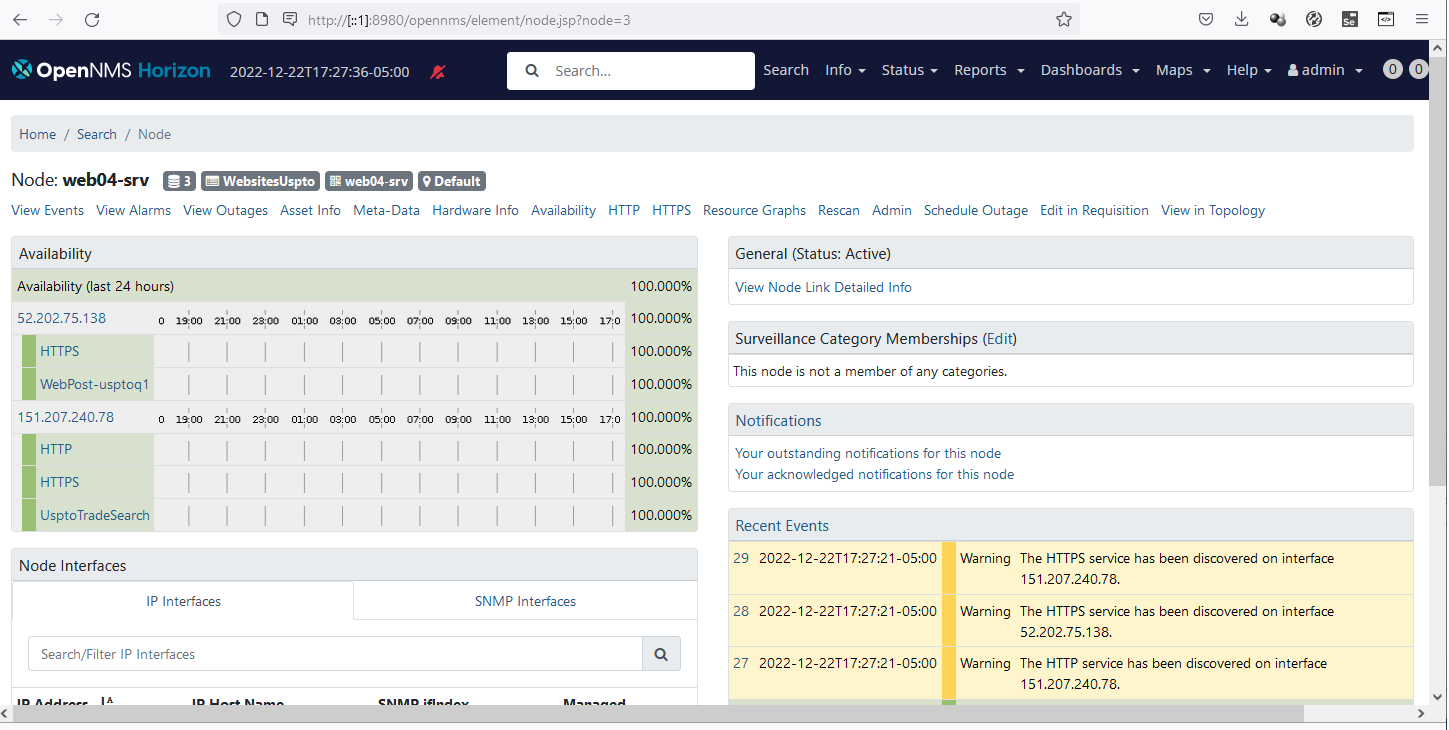 http://[::1]:8980/opennms/element/node.jsp?node=3
OpenNMS Horizon 2022-12-22T17:27:36-05:00 Search... Search Info Status Reports Dashboards Maps Help admin 0 0
Home / Search / Node
Node: web04-srv 3 WebsitesUspto web04-srv Default
View Events View Alarms View Outages Asset Info Meta-Data Hardware Info Availability HTTP HTTPS Resource Graphs Rescan Admin Schedule Outage Edit in Requisition View in Topology
Availability
Availability (last 24 hours) 100.000%
52.202.75.138 0 19:00 21:00 23:00 01:00 03:00 05:00 07:00 09:00 11:00 13:00 15:00 17:0 100.000%
HTTPS 100.000%
WebPost-usptoq1 100.000%
151.207.240.78 0 19:00 21:00 23:00 01:00 03:00 05:00 07:00 09:00 11:00 13:00 15:00 17:0 100.000%
HTTP 100.000%
HTTPS 100.000%
UsptoTradeSearch 100.000%
Node Interfaces
IP Interfaces SNMP Interfaces
Search/Filter IP Interfaces
IP Address IP Host Name SNMP ifIndex Managed
General (Status: Active)
View Node Link Detailed Info
Surveillance Category Memberships (Edit)
This node is not a member of any categories.
Notifications
Your outstanding notifications for this node
Your acknowledged notifications for this node
Recent Events
29 2022-12-22T17:27:21-05:00 Warning The HTTPS service has been discovered on interface
151.207.240.78.
28 2022-12-22T17:27:21-05:00 Warning The HTTPS service has been discovered on interface
52.202.75.138.
27 2022-12-22T17:27:21-05:00 Warning The HTTP service has been discovered on interface
151.207.240.78.